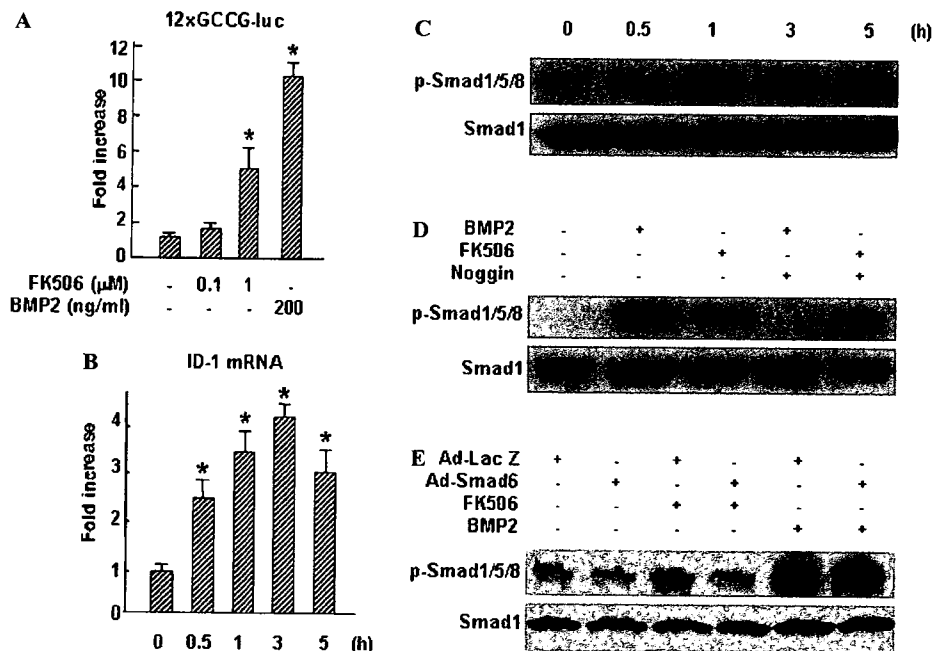 A
12xGCCG-luc
Fold increase
12
10
8
6
4
2
0
*
*
FK506 (µM) - 0.1 1 -
BMP2 (ng/ml) - - - 200
B
ID-1 mRNA
Fold increase
4
3
2
1
0
*
*
*
*
0 0.5 1 3 5 (h)
C
0 0.5 1 3 5 (h)
p-Smad1/5/8
Smad1
D
BMP2 - + - + -
FK506 - - + - +
Noggin - - - + +
p-Smad1/5/8
Smad1
E
Ad-Lac Z + - + - + -
Ad-Smad6 - + - + - +
FK506 - - + + - -
BMP2 - - - - + +
p-Smad1/5/8
Smad1